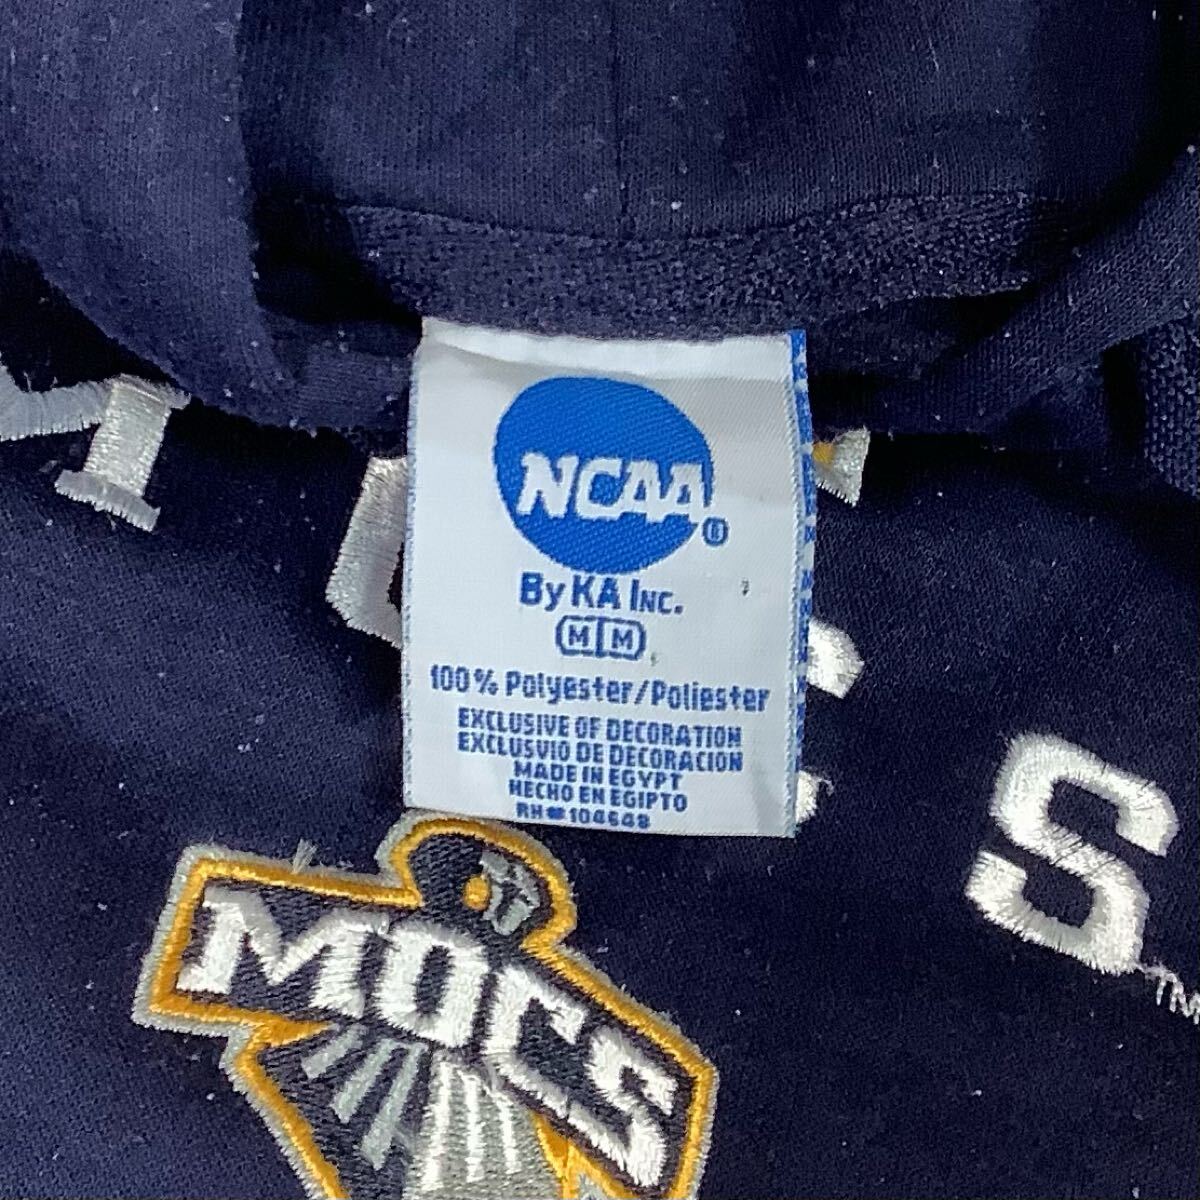 NCAA®
By KA Inc.
M M
100% Polyester/Poliester
EXCLUSIVE OF DECORATION
EXCLUSVIO DE DECORACION
MADE IN EGYPT
HECHO EN EGIPTO
RH# 104648
S
TM
MOCS